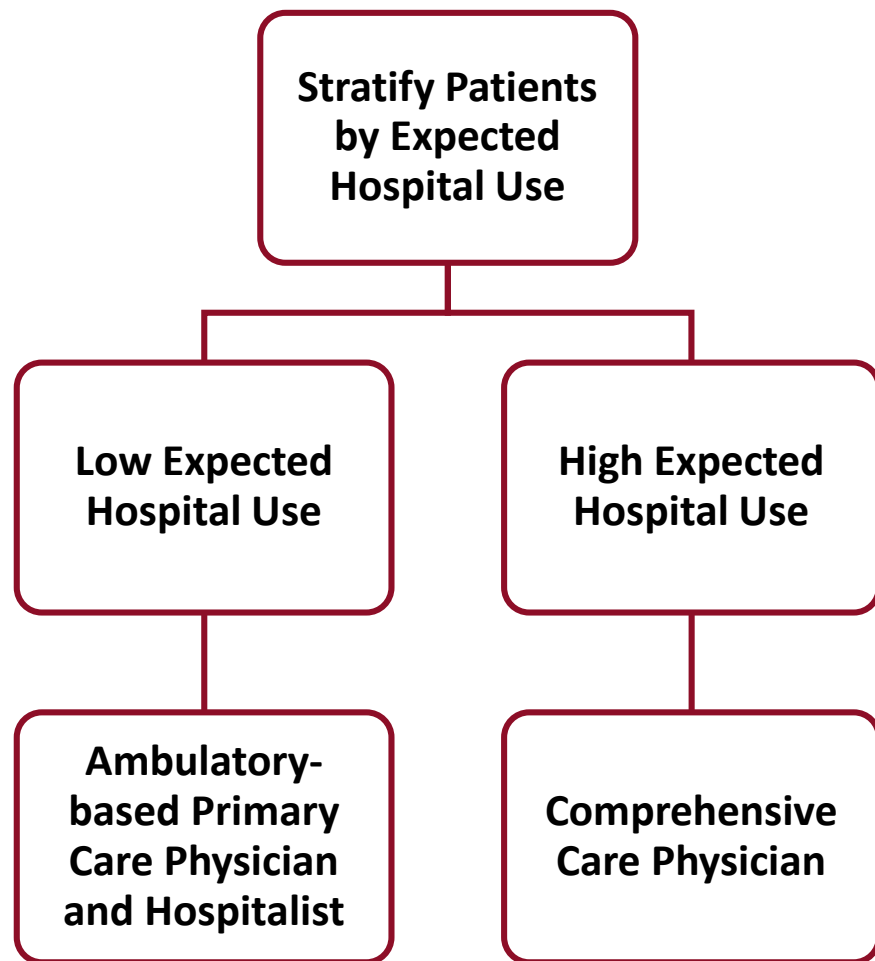 Stratify Patients
by Expected
Hospital Use
Low Expected
Hospital Use
High Expected
Hospital Use
Ambulatory-
based Primary
Care Physician
and Hospitalist
Comprehensive
Care Physician